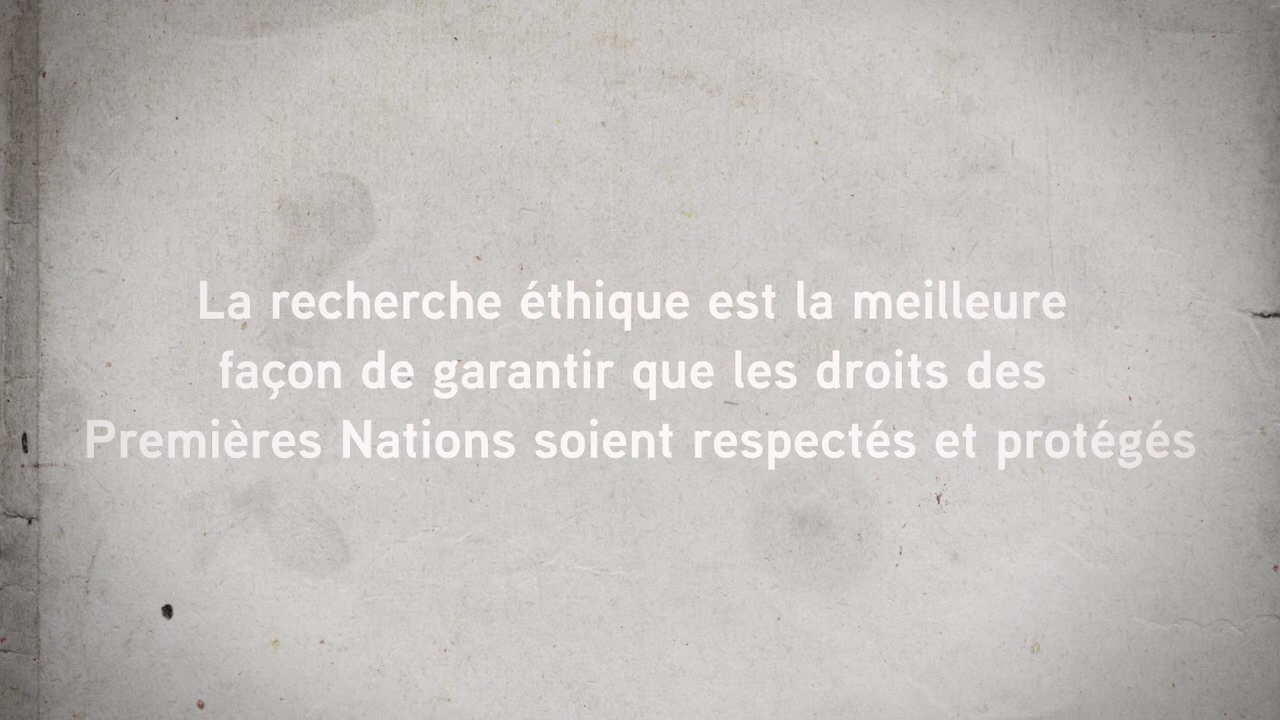 La recherche éthique est la meilleure
façon de garantir que les droits des
Premières Nations soient respectés et protégés